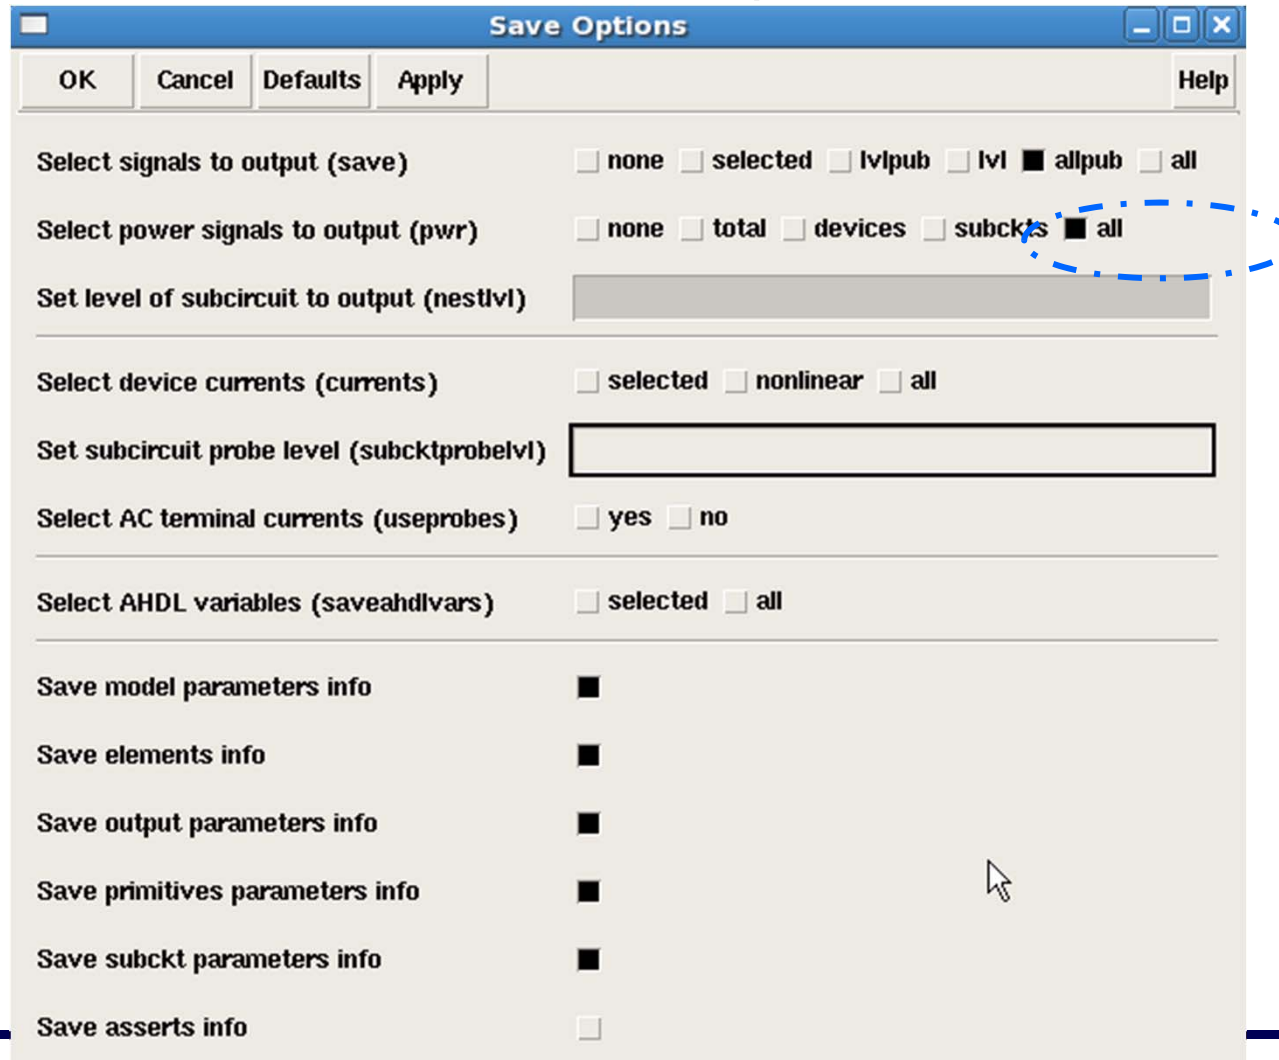 Save Options
OK Cancel Defaults Apply Help
Select signals to output (save) none selected lvlpub lvl allpub all
Select power signals to output (pwr) none total devices subckts all
Set level of subcircuit to output (nestlvl)
Select device currents (currents) selected nonlinear all
Set subcircuit probe level (subcktprobelvl)
Select AC terminal currents (useprobes) yes no
Select AHDL variables (saveahdlvars) selected all
Save model parameters info
Save elements info
Save output parameters info
Save primitives parameters info
Save subckt parameters info
Save asserts info